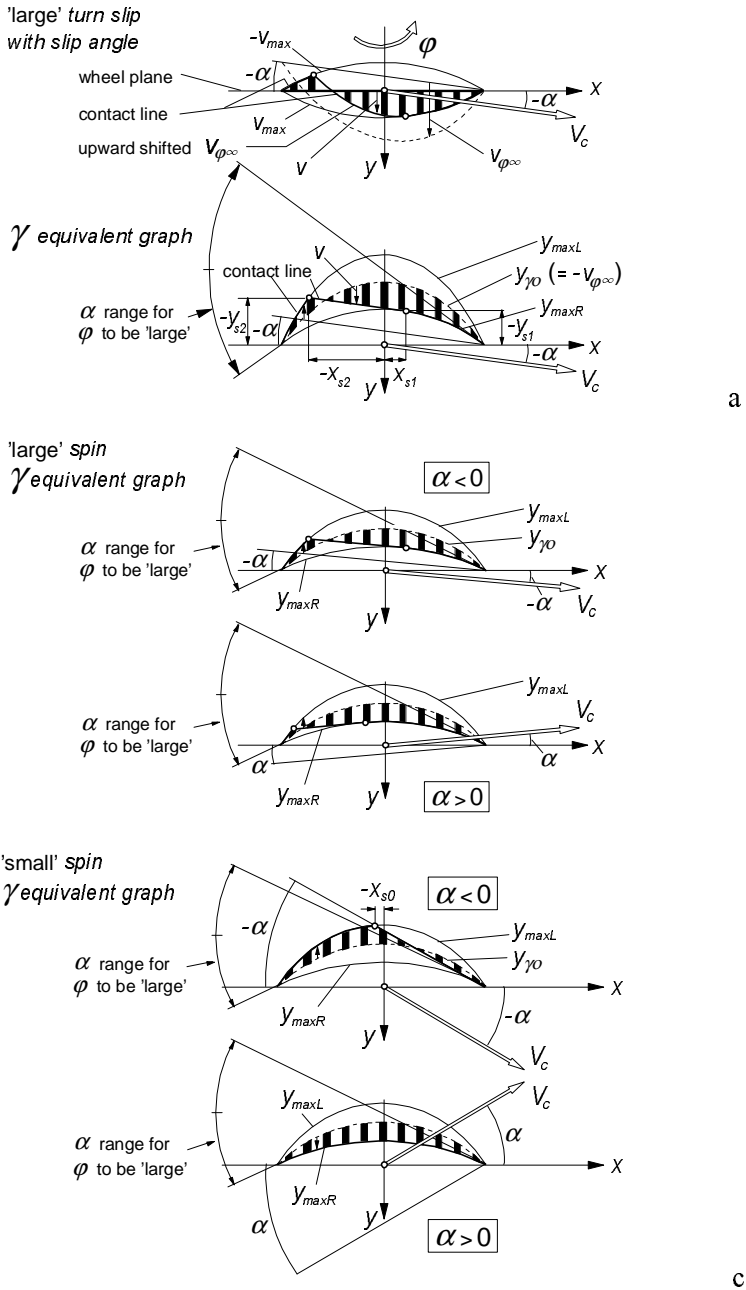 'large' turn slip
with slip angle
-v_max
φ
-α
wheel plane
x
contact line
-α
v_max
V_c
upward shifted v_φ∞
v
y
v_φ∞
γ equivalent graph
y_maxL
v
y_γo (= -v_φ∞)
contact line
y_maxR
α range for
φ to be 'large'
-y_s2
-α
-y_s1
-α
x
-x_s2
x_s1
y
V_c
a
'large' spin
γ equivalent graph
α<0
y_maxL
y_γo
α range for
φ to be 'large'
-α
x
y_maxR
-α
V_c
y
y_maxL
V_c
α range for
φ to be 'large'
α
α
x
y_maxR
y
α>0
'small' spin
γ equivalent graph
-x_s0
α<0
-α
y_maxL
y_γo
α range for
φ to be 'large'
x
y_maxR
-α
y
V_c
V_c
y_maxL
α
α range for
φ to be 'large'
x
y_maxR
α
y
α>0
c